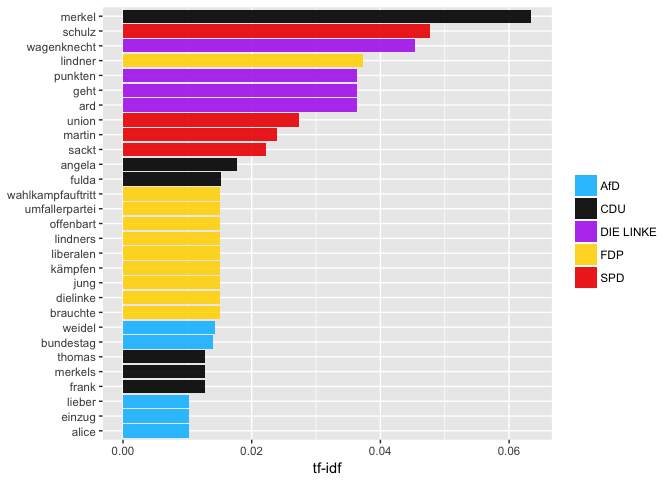 merkel
schulz
wagenknecht
lindner
punkten
geht
ard
union
martin
sackt
angela
fulda
wahlkampfauftritt
umfallerpartei
offenbart
lindners
liberalen
kämpfen
jung
dielinke
brauchte
weidel
bundestag
thomas
merkels
frank
lieber
einzug
alice
0.00 0.02 0.04 0.06
tf-idf
AfD
CDU
DIE LINKE
FDP
SPD